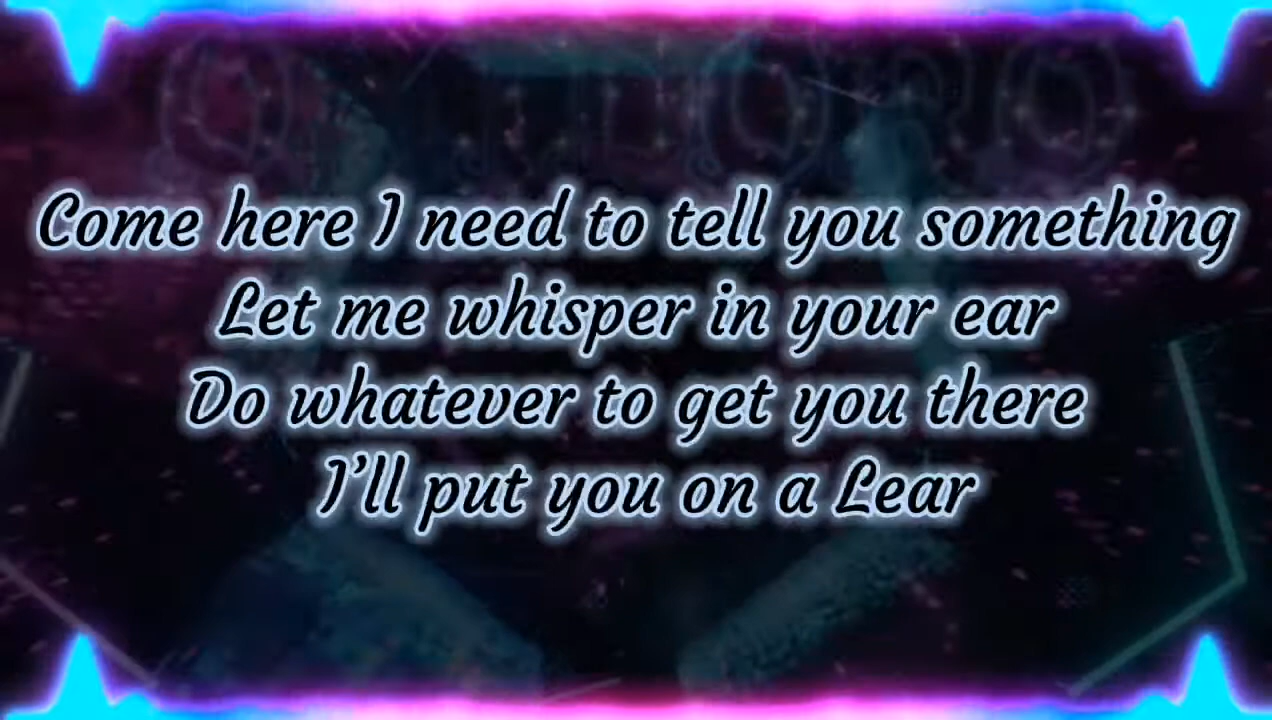 Come here I need to tell you something
Let me whisper in your ear
Do whatever to get you there
I'll put you on a Lear